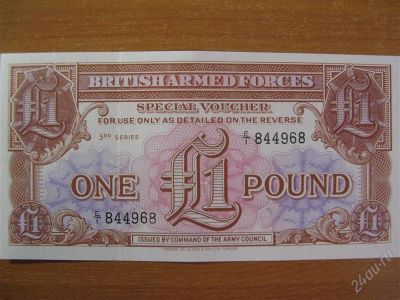 BRITISH ARMED FORCES
SPECIAL VOUCHER
FOR USE ONLY AS DETAILED ON THE REVERSE
3RD SERIES
E/1 844968
£1
£1
ONE £1 POUND
E/1 844968
£1
£1
ISSUED BY COMMAND OF THE ARMY COUNCIL
24au.ru